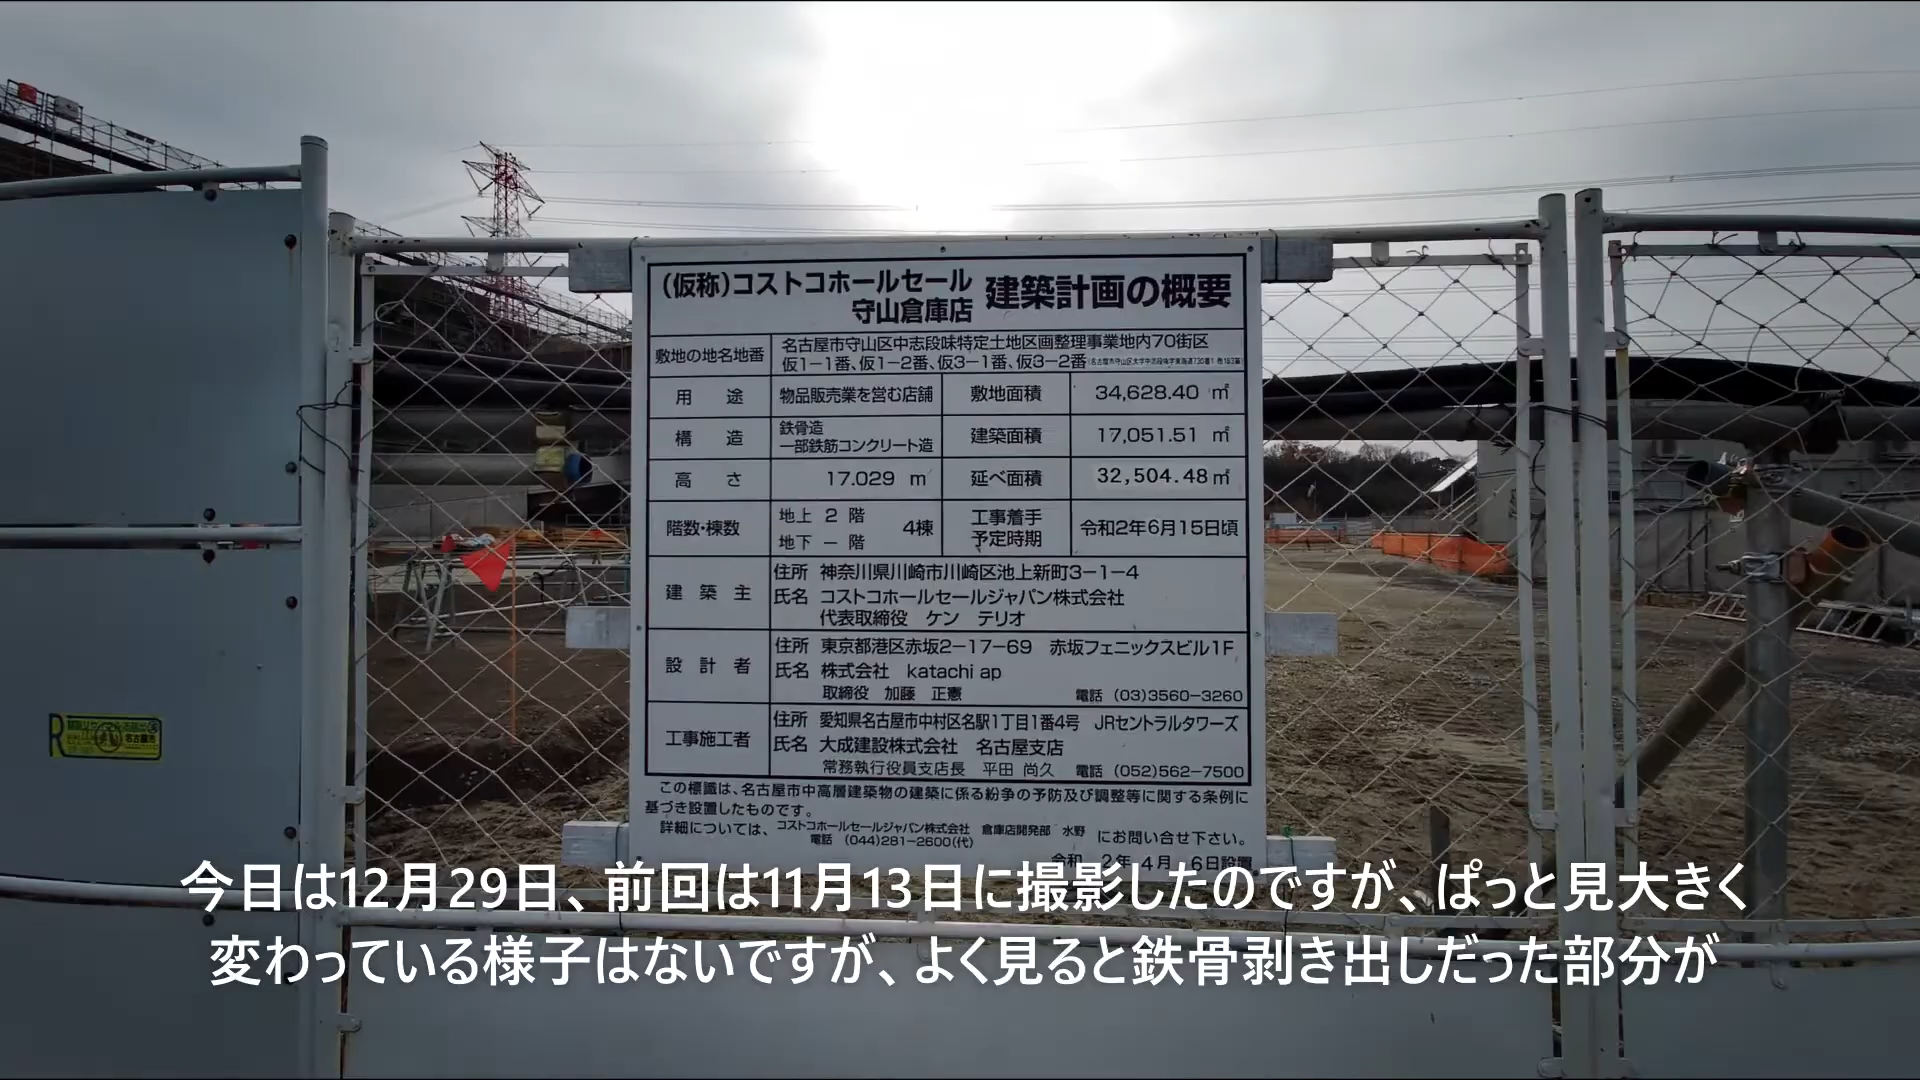 (仮称)コストコホールセール
守山倉庫店
建築計画の概要
敷地の地名地番
名古屋市守山区中志段味特定土地区画整理事業地内70街区
仮1−1番、仮1−2番、仮3−1番、仮3−2番
用 途
物品販売業を営む店舗
敷地面積
34,628.40 ㎡
構 造
鉄骨造
一部鉄筋コンクリート造
建築面積
17,051.51 ㎡
高 さ
17.029 m
延べ面積
32,504.48㎡
階数・棟数
地上 2 階
地下 − 階
4棟
工事着手
予定時期
令和2年6月15日頃
建 築 主
住所 神奈川県川崎市川崎区池上新町3−1−4
氏名 コストコホールセールジャパン株式会社
代表取締役 ケン テリオ
設 計 者
住所 東京都港区赤坂2−17−69 赤坂フェニックスビル1F
氏名 株式会社 katachi ap
取締役 加藤 正憲 電話 (03)3560−3260
工事施工者
住所 愛知県名古屋市中村区名駅1丁目1番4号 JRセントラルタワーズ
氏名 大成建設株式会社 名古屋支店
常務執行役員支店長 平田 尚久 電話 (052)562−7500
この標識は、名古屋市中高層建築物の建築に係る紛争の予防及び調整等に関する条例に
基づき設置したものです。
詳細については、コストコホールセールジャパン株式会社 倉庫店開発部 水野 にお問い合せ下さい。
電話 (044)281−2600(代)
令和 2年 4月 6日設置
今日は12月29日、前回は11月13日に撮影したのですが、ぱっと見大きく
変わっている様子はないですが、よく見ると鉄骨剥き出しだった部分が